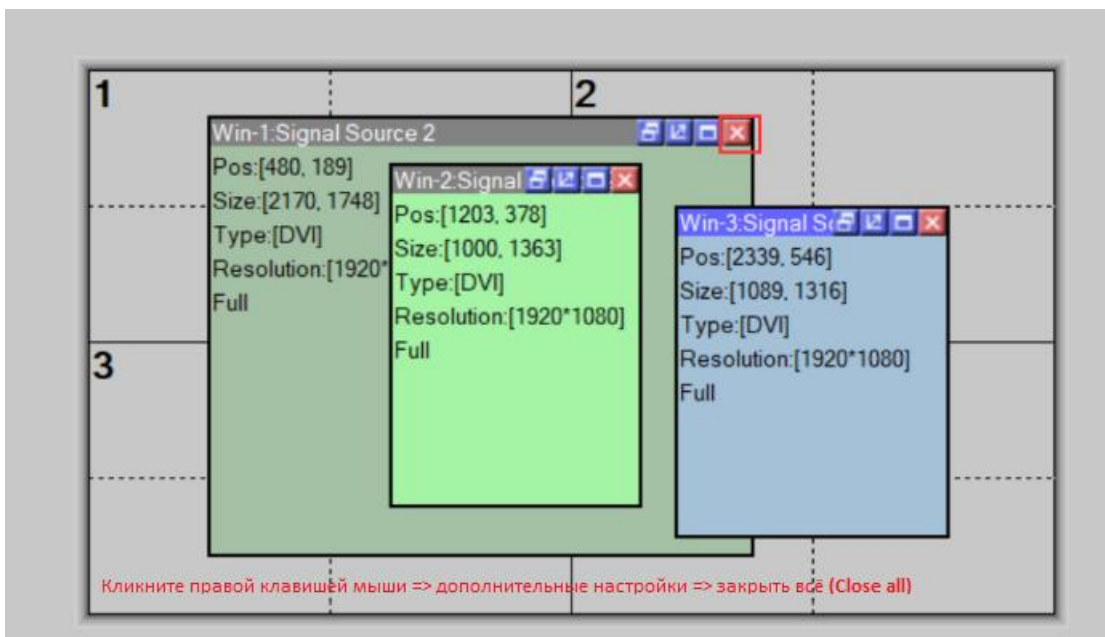 1
2
Win-1:Signal Source 2
Pos:[480, 189]
Size:[2170, 1748]
Type:[DVI]
Resolution:[1920*
Full
Win-2:Signal
Pos:[1203, 378]
Size:[1000, 1363]
Type:[DVI]
Resolution:[1920*1080]
Full
Win-3:Signal
Pos:[2339, 546]
Size:[1089, 1316]
Type:[DVI]
Resolution:[1920*1080]
Full
3
Кликните правой клавишей мыши => дополнительные настройки => закрыть всё (Close all)